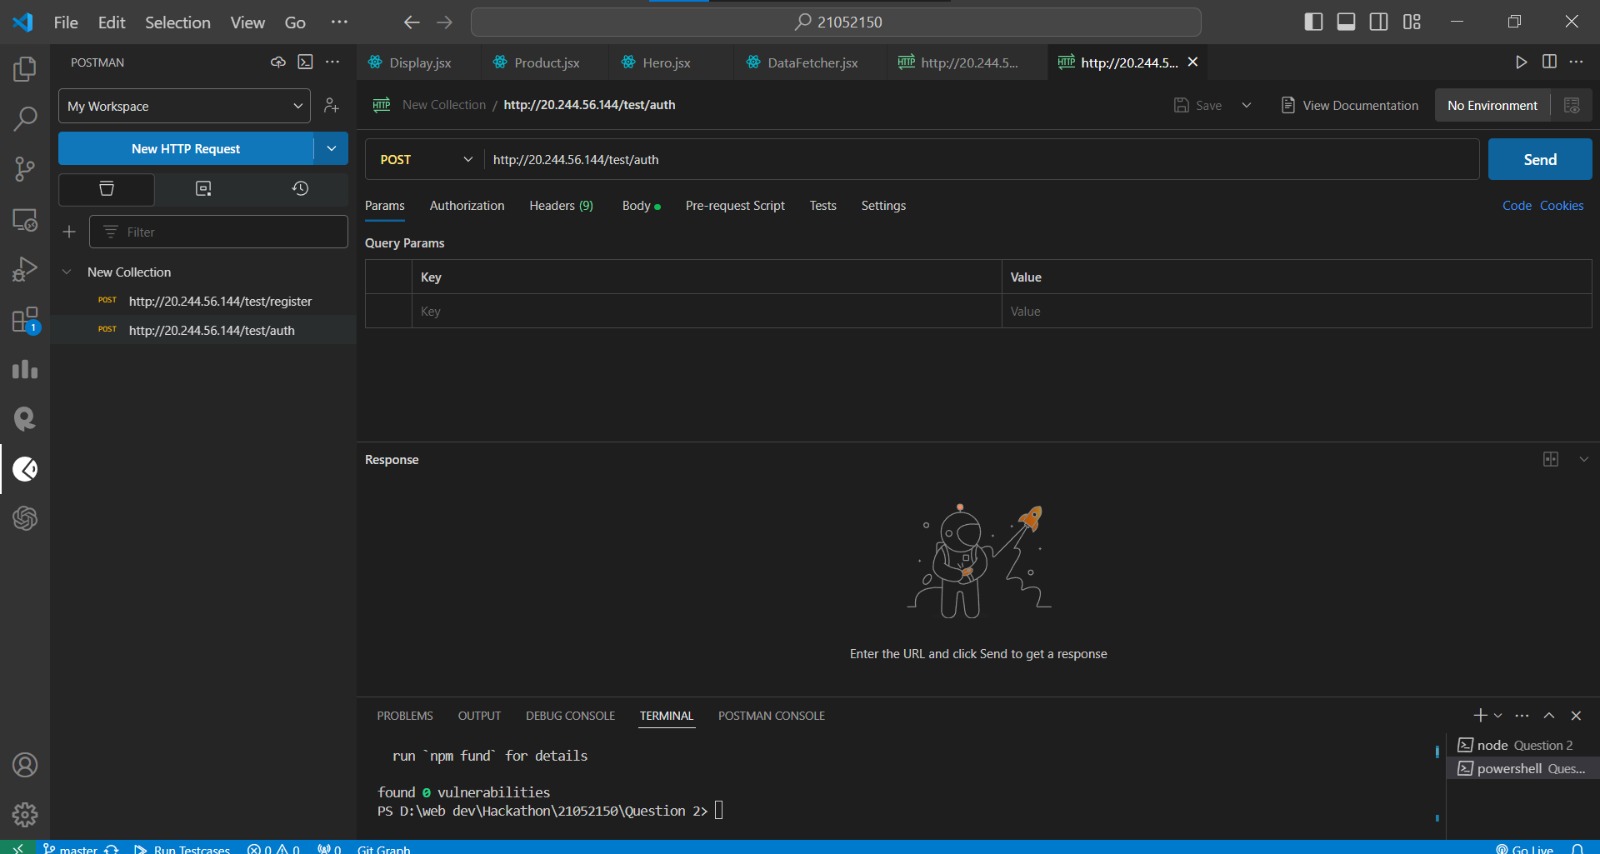 File Edit Selection View Go ··· 21052150
POSTMAN
My Workspace
New HTTP Request
Filter
New Collection
POST http://20.244.56.144/test/register
POST http://20.244.56.144/test/auth
1
Display.jsx Product.jsx Hero.jsx DataFetcher.jsx HTTP http://20.244.5... HTTP http://20.244.5...
HTTP New Collection / http://20.244.56.144/test/auth Save View Documentation No Environment
POST http://20.244.56.144/test/auth Send
Params Authorization Headers (9) Body Pre-request Script Tests Settings Code Cookies
Query Params
Key Value
Key Value
Response
Enter the URL and click Send to get a response
PROBLEMS OUTPUT DEBUG CONSOLE TERMINAL POSTMAN CONSOLE
run `npm fund` for details
found 0 vulnerabilities
PS D:\web dev\Hackathon\21052150\Question 2>
node Question 2
powershell Ques...
master Run Testcases 0 0 0 Git Graph Go Live